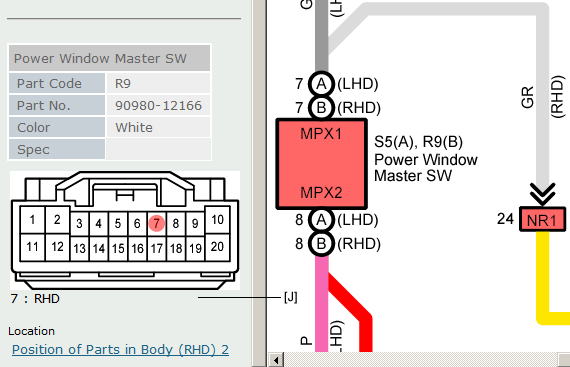 Power Window Master SW
Part Code R9
Part No. 90980-12166
Color White
Spec
1 2 3 4 5 6 7 8 9 10
11 12 13 14 15 16 17 18 19 20
7 : RHD
[J]
Location
Position of Parts in Body (RHD) 2
7 A (LHD)
7 B (RHD)
MPX1
MPX2
S5(A), R9(B)
Power Window
Master SW
8 A (LHD)
8 B (RHD)
P
GR
(RHD)
24 NR1